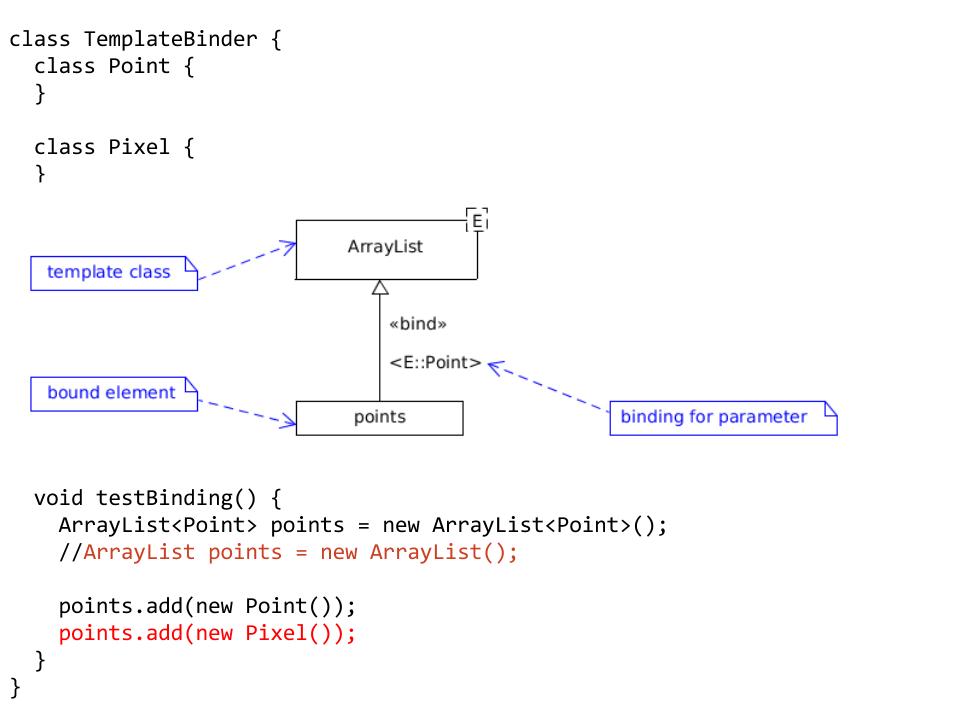 class TemplateBinder {
class Point {
}
class Pixel {
}
E
ArrayList
template class
«bind»
<E::Point>
bound element
points
binding for parameter
void testBinding() {
ArrayList<Point> points = new ArrayList<Point>();
//ArrayList points = new ArrayList();
points.add(new Point());
points.add(new Pixel());
}
}